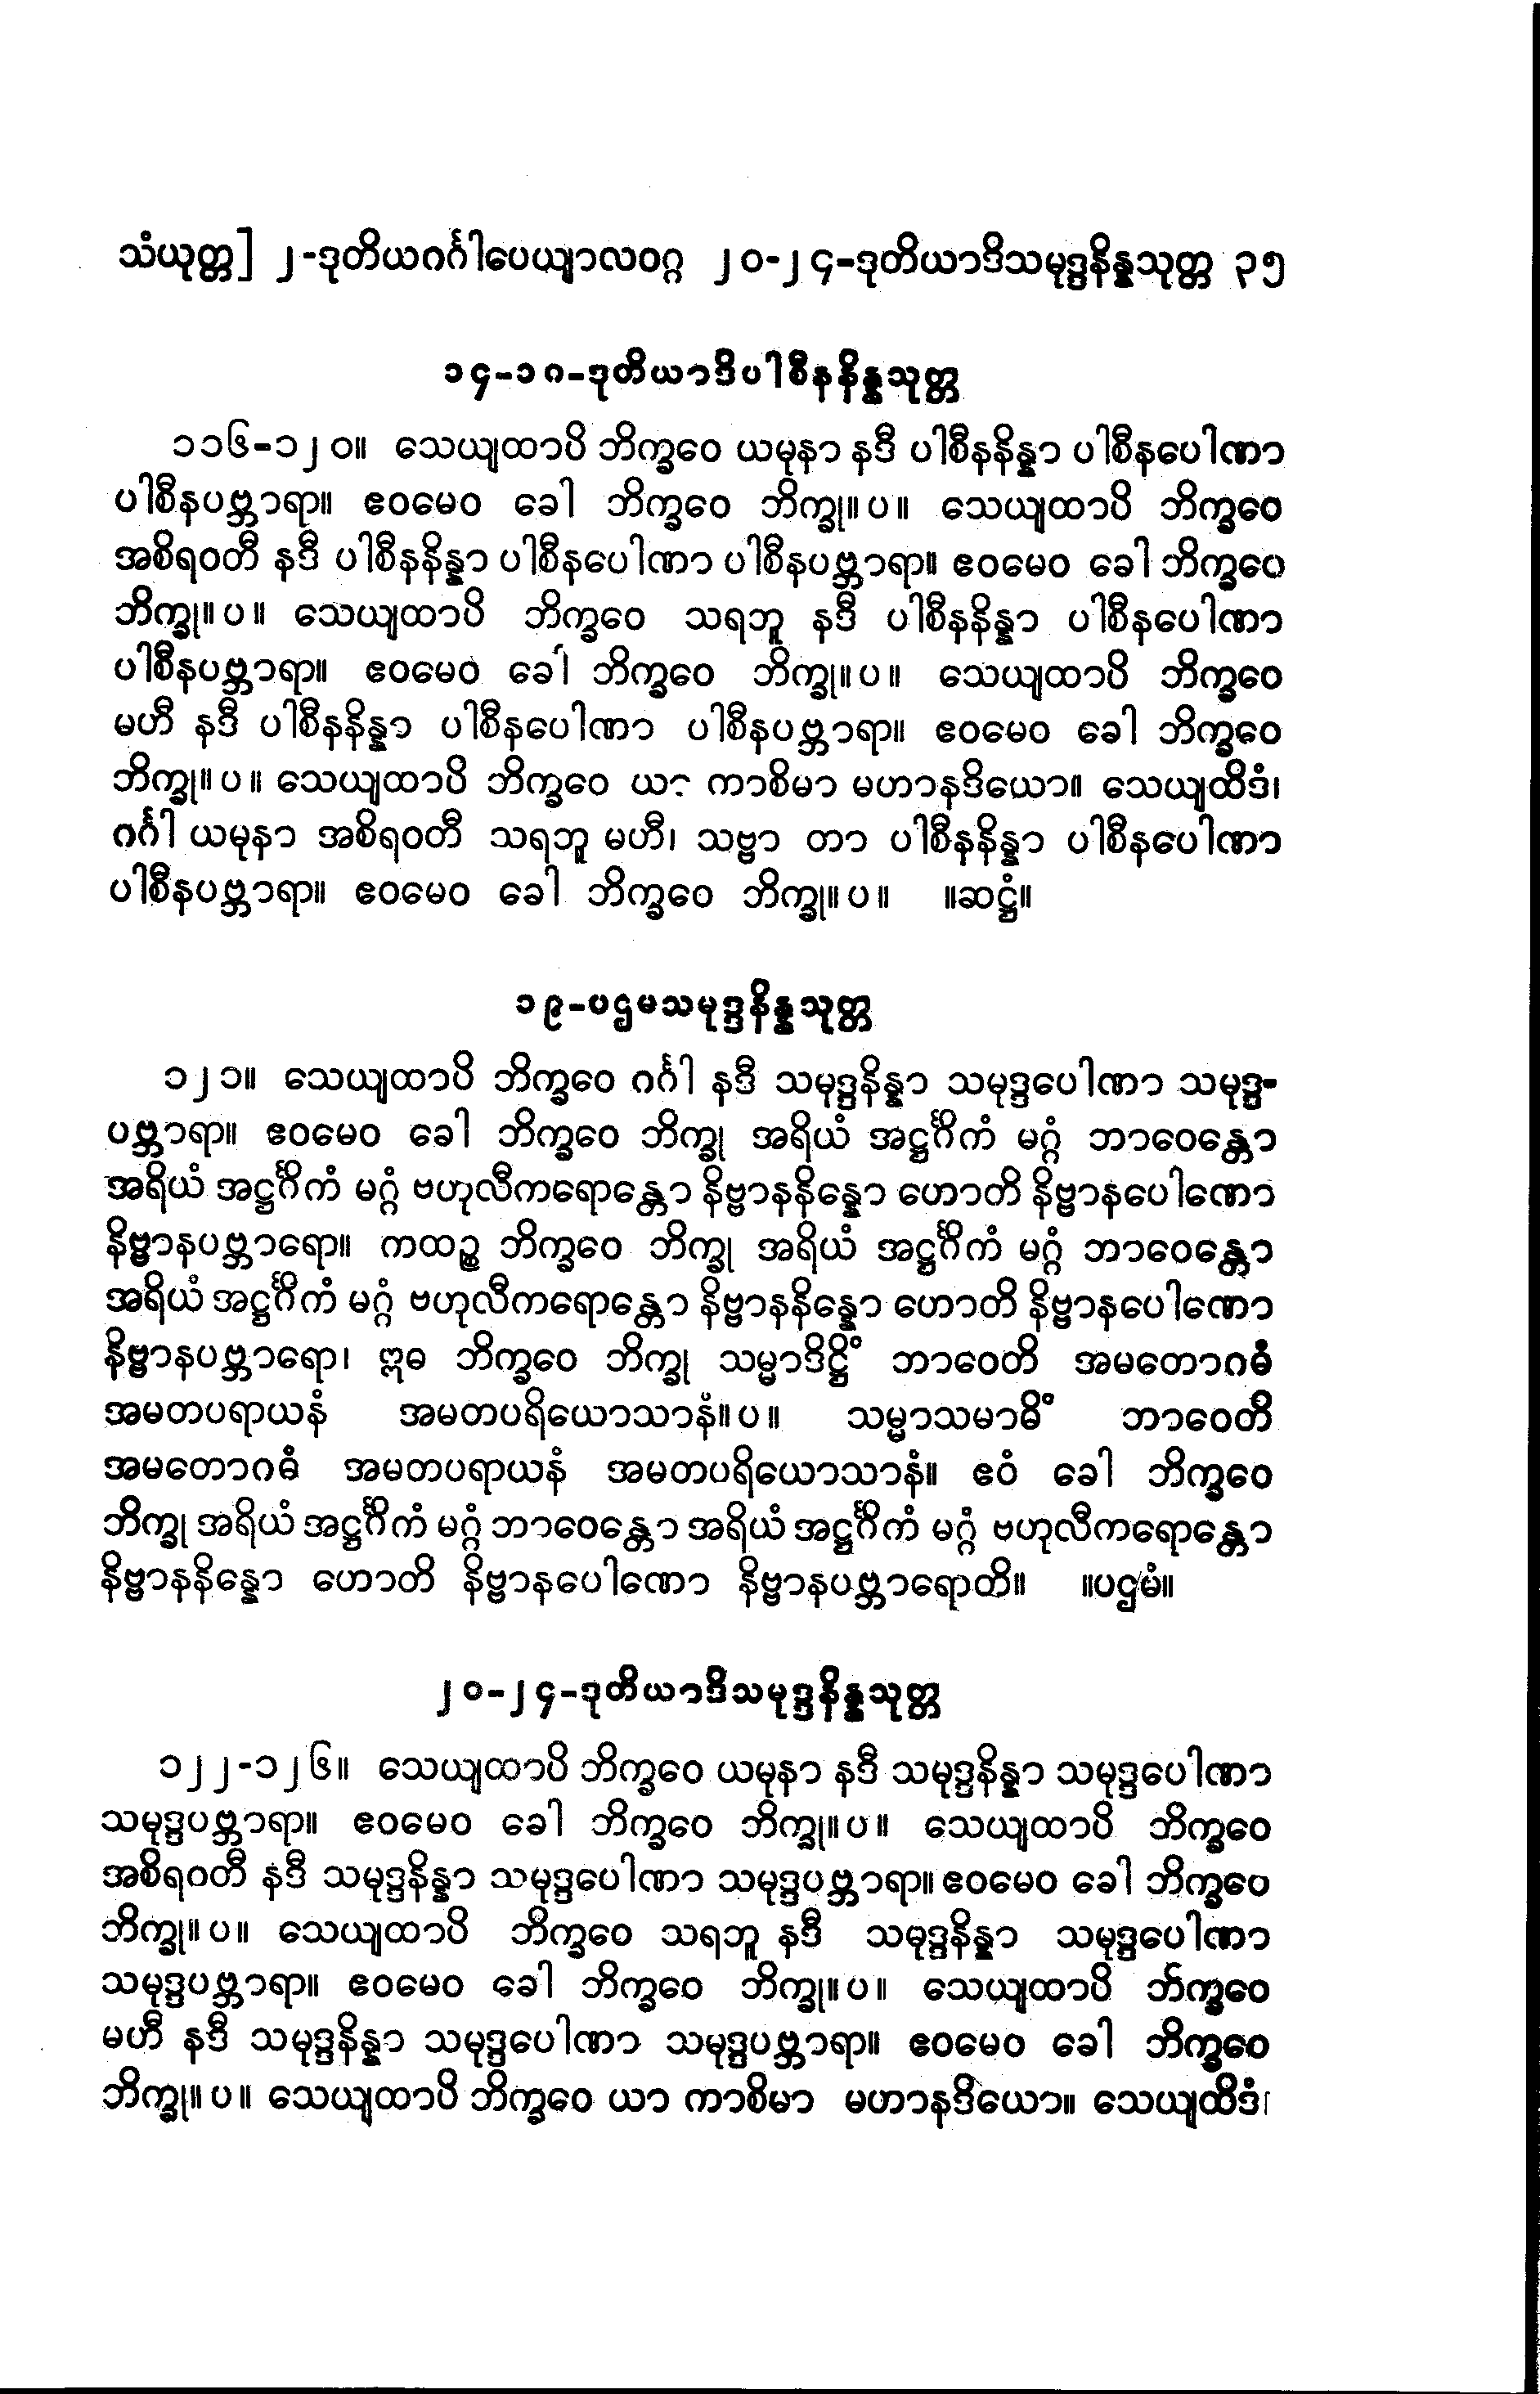 သံယုတ္တ] ၂-ဒုတိယဂင်္ဂါပေယျာလဝဂ္ဂ ၂၀-၂၄-ဒုတိယာဒိသမုဒ္ဒနိန္နသုတ္တ ၃၅
၁၄-၁၈-ဒုတိယာဒိပါစီနနိန္နသုတ္တ
၁၁၆-၁၂၀။ သေယျထာပိ ဘိက္ခဝေ ယမုနာ နဒီ ပါစီနနိန္နာ ပါစီနပေါဏာ
ပါစီနပဗ္ဘာရာ။ ဧဝမေဝ ခေါ ဘိက္ခဝေ ဘိက္ခု။ပ။ သေယျထာပိ ဘိက္ခဝေ
အစိရဝတီ နဒီ ပါစီနနိန္နာ ပါစီနပေါဏာ ပါစီနပဗ္ဘာရာ။ ဧဝမေဝ ခေါ ဘိက္ခဝေ
ဘိက္ခု။ပ။ သေယျထာပိ ဘိက္ခဝေ သရဘူ နဒီ ပါစီနနိန္နာ ပါစီနပေါဏာ
ပါစီနပဗ္ဘာရာ။ ဧဝမေဝ ခေါ ဘိက္ခဝေ ဘိက္ခု။ပ။ သေယျထာပိ ဘိက္ခဝေ
မဟီ နဒီ ပါစီနနိန္နာ ပါစီနပေါဏာ ပါစီနပဗ္ဘာရာ။ ဧဝမေဝ ခေါ ဘိက္ခဝေ
ဘိက္ခု။ပ။ သေယျထာပိ ဘိက္ခဝေ ယာ ကာစိမာ မဟာနဒိယော။ သေယျထိဒံ၊
ဂင်္ဂါ ယမုနာ အစိရဝတီ သရဘူ မဟီ၊ သဗ္ဗာ တာ ပါစီနနိန္နာ ပါစီနပေါဏာ
ပါစီနပဗ္ဘာရာ။ ဧဝမေဝ ခေါ ဘိက္ခဝေ ဘိက္ခု။ပ။ ။ဆဋ္ဌံ။
၁၉-ပဌမသမုဒ္ဒနိန္နသုတ္တ
၁၂၁။ သေယျထာပိ ဘိက္ခဝေ ဂင်္ဂါ နဒီ သမုဒ္ဒနိန္နာ သမုဒ္ဒပေါဏာ သမုဒ္ဒ-
ပဗ္ဘာရာ။ ဧဝမေဝ ခေါ ဘိက္ခဝေ ဘိက္ခု အရိယံ အဋ္ဌင်္ဂိကံ မဂ္ဂံ ဘာဝေန္တော
အရိယံ အဋ္ဌင်္ဂိကံ မဂ္ဂံ ဗဟုလီကရောန္တော နိဗ္ဗာနနိန္နော ဟောတိ နိဗ္ဗာနပေါဏော
နိဗ္ဗာနပဗ္ဘာရော။ ကထဉ္စ ဘိက္ခဝေ ဘိက္ခု အရိယံ အဋ္ဌင်္ဂိကံ မဂ္ဂံ ဘာဝေန္တော
အရိယံ အဋ္ဌင်္ဂိကံ မဂ္ဂံ ဗဟုလီကရောန္တော နိဗ္ဗာနနိန္နော ဟောတိ နိဗ္ဗာနပေါဏော
နိဗ္ဗာနပဗ္ဘာရော၊ ဣဓ ဘိက္ခဝေ ဘိက္ခု သမ္မာဒိဋ္ဌိံ ဘာဝေတိ အမတောဂဓံ
အမတပရာယနံ အမတပရိယောသာနံ။ပ။ သမ္မာသမာဓိံ ဘာဝေတိ
အမတောဂဓံ အမတပရာယနံ အမတပရိယောသာနံ။ ဧဝံ ခေါ ဘိက္ခဝေ
ဘိက္ခု အရိယံ အဋ္ဌင်္ဂိကံ မဂ္ဂံ ဘာဝေန္တော အရိယံ အဋ္ဌင်္ဂိကံ မဂ္ဂံ ဗဟုလီကရောန္တော
နိဗ္ဗာနနိန္နော ဟောတိ နိဗ္ဗာနပေါဏော နိဗ္ဗာနပဗ္ဘာရောတိ။ ။ပဌမံ။
၂၀-၂၄-ဒုတိယာဒိသမုဒ္ဒနိန္နသုတ္တ
၁၂၂-၁၂၆။ သေယျထာပိ ဘိက္ခဝေ ယမုနာ နဒီ သမုဒ္ဒနိန္နာ သမုဒ္ဒပေါဏာ
သမုဒ္ဒပဗ္ဘာရာ။ ဧဝမေဝ ခေါ ဘိက္ခဝေ ဘိက္ခု။ပ။ သေယျထာပိ ဘိက္ခဝေ
အစိရဝတီ နဒီ သမုဒ္ဒနိန္နာ သမုဒ္ဒပေါဏာ သမုဒ္ဒပဗ္ဘာရာ။ ဧဝမေဝ ခေါ ဘိက္ခဝေ
ဘိက္ခု။ပ။ သေယျထာပိ ဘိက္ခဝေ သရဘူ နဒီ သမုဒ္ဒနိန္နာ သမုဒ္ဒပေါဏာ
သမုဒ္ဒပဗ္ဘာရာ။ ဧဝမေဝ ခေါ ဘိက္ခဝေ ဘိက္ခု။ပ။ သေယျထာပိ ဘိက္ခဝေ
မဟီ နဒီ သမုဒ္ဒနိန္နာ သမုဒ္ဒပေါဏာ သမုဒ္ဒပဗ္ဘာရာ။ ဧဝမေဝ ခေါ ဘိက္ခဝေ
ဘိက္ခု။ပ။ သေယျထာပိ ဘိက္ခဝေ ယာ ကာစိမာ မဟာနဒိယော။ သေယျထိဒံ၊